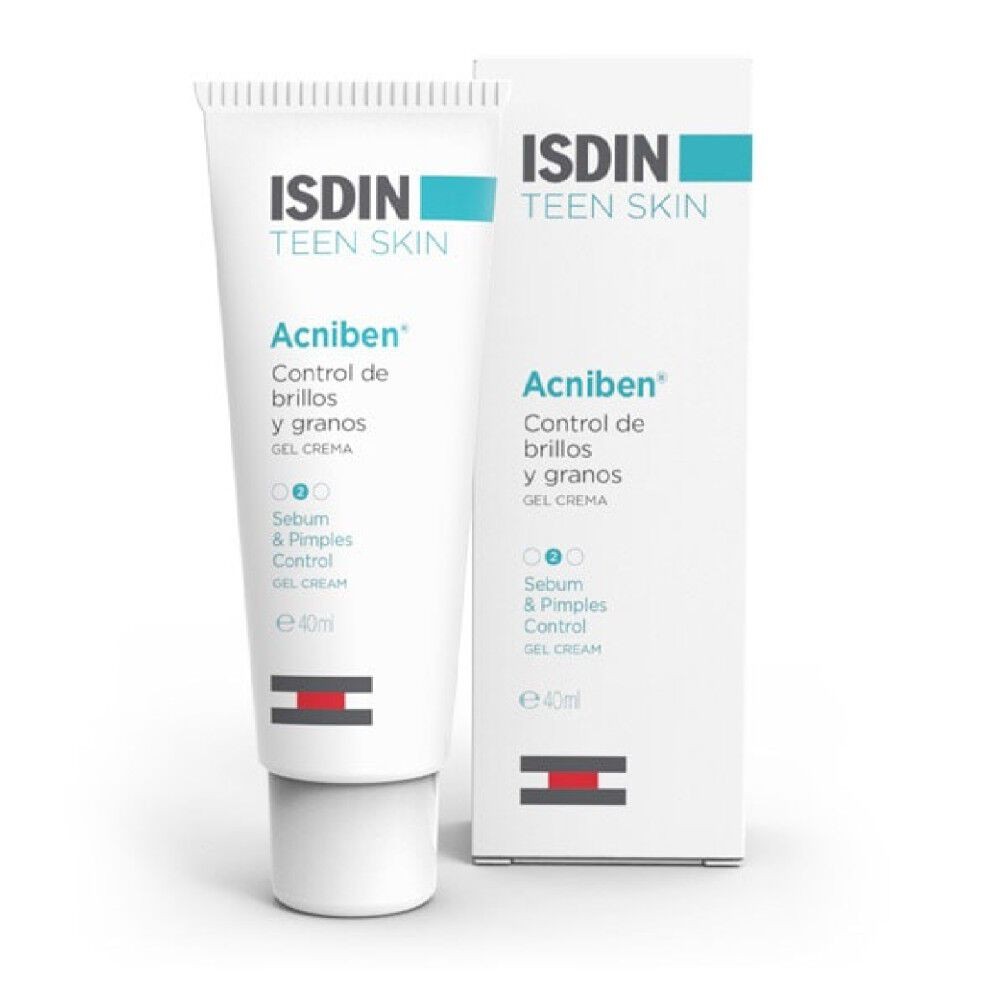 ISDIN
TEEN SKIN
Acniben®
Control de
brillos
y granos
GEL CREMA
2
Sebum
& Pimples
Control
GEL CREAM
℮ 40ml
ISDIN
TEEN SKIN
Acniben®
Control de
brillos
y granos
GEL CREMA
2
Sebum
& Pimples
Control
GEL CREAM
℮ 40ml